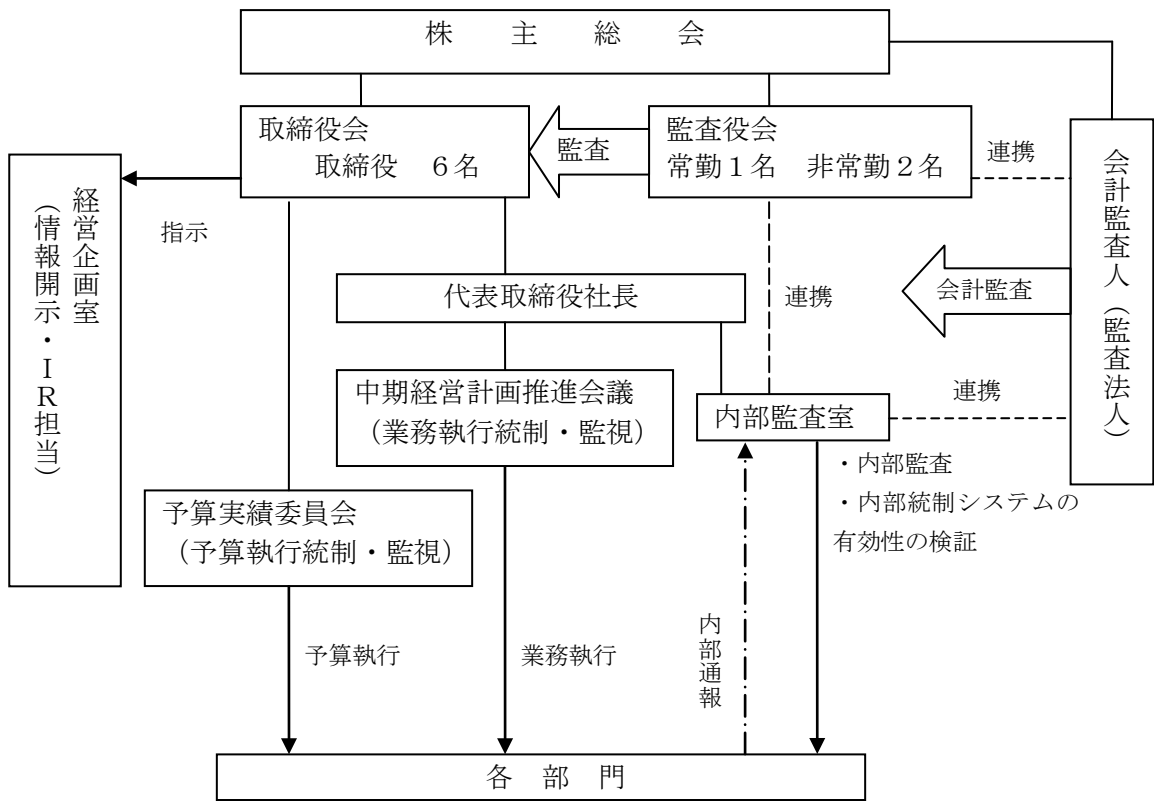 株　主　総　会
取締役会
取締役　６名
監査
監査役会
常勤１名　非常勤２名
連携
会計監査人（監査法人）
経営企画室
（情報開示・ＩＲ担当）
指示
代表取締役社長
連携
会計監査
中期経営計画推進会議
（業務執行統制・監視）
内部監査室
連携
・内部監査
・内部統制システムの
有効性の検証
予算実績委員会
（予算執行統制・監視）
予算執行
業務執行
内部通報
各　部　門